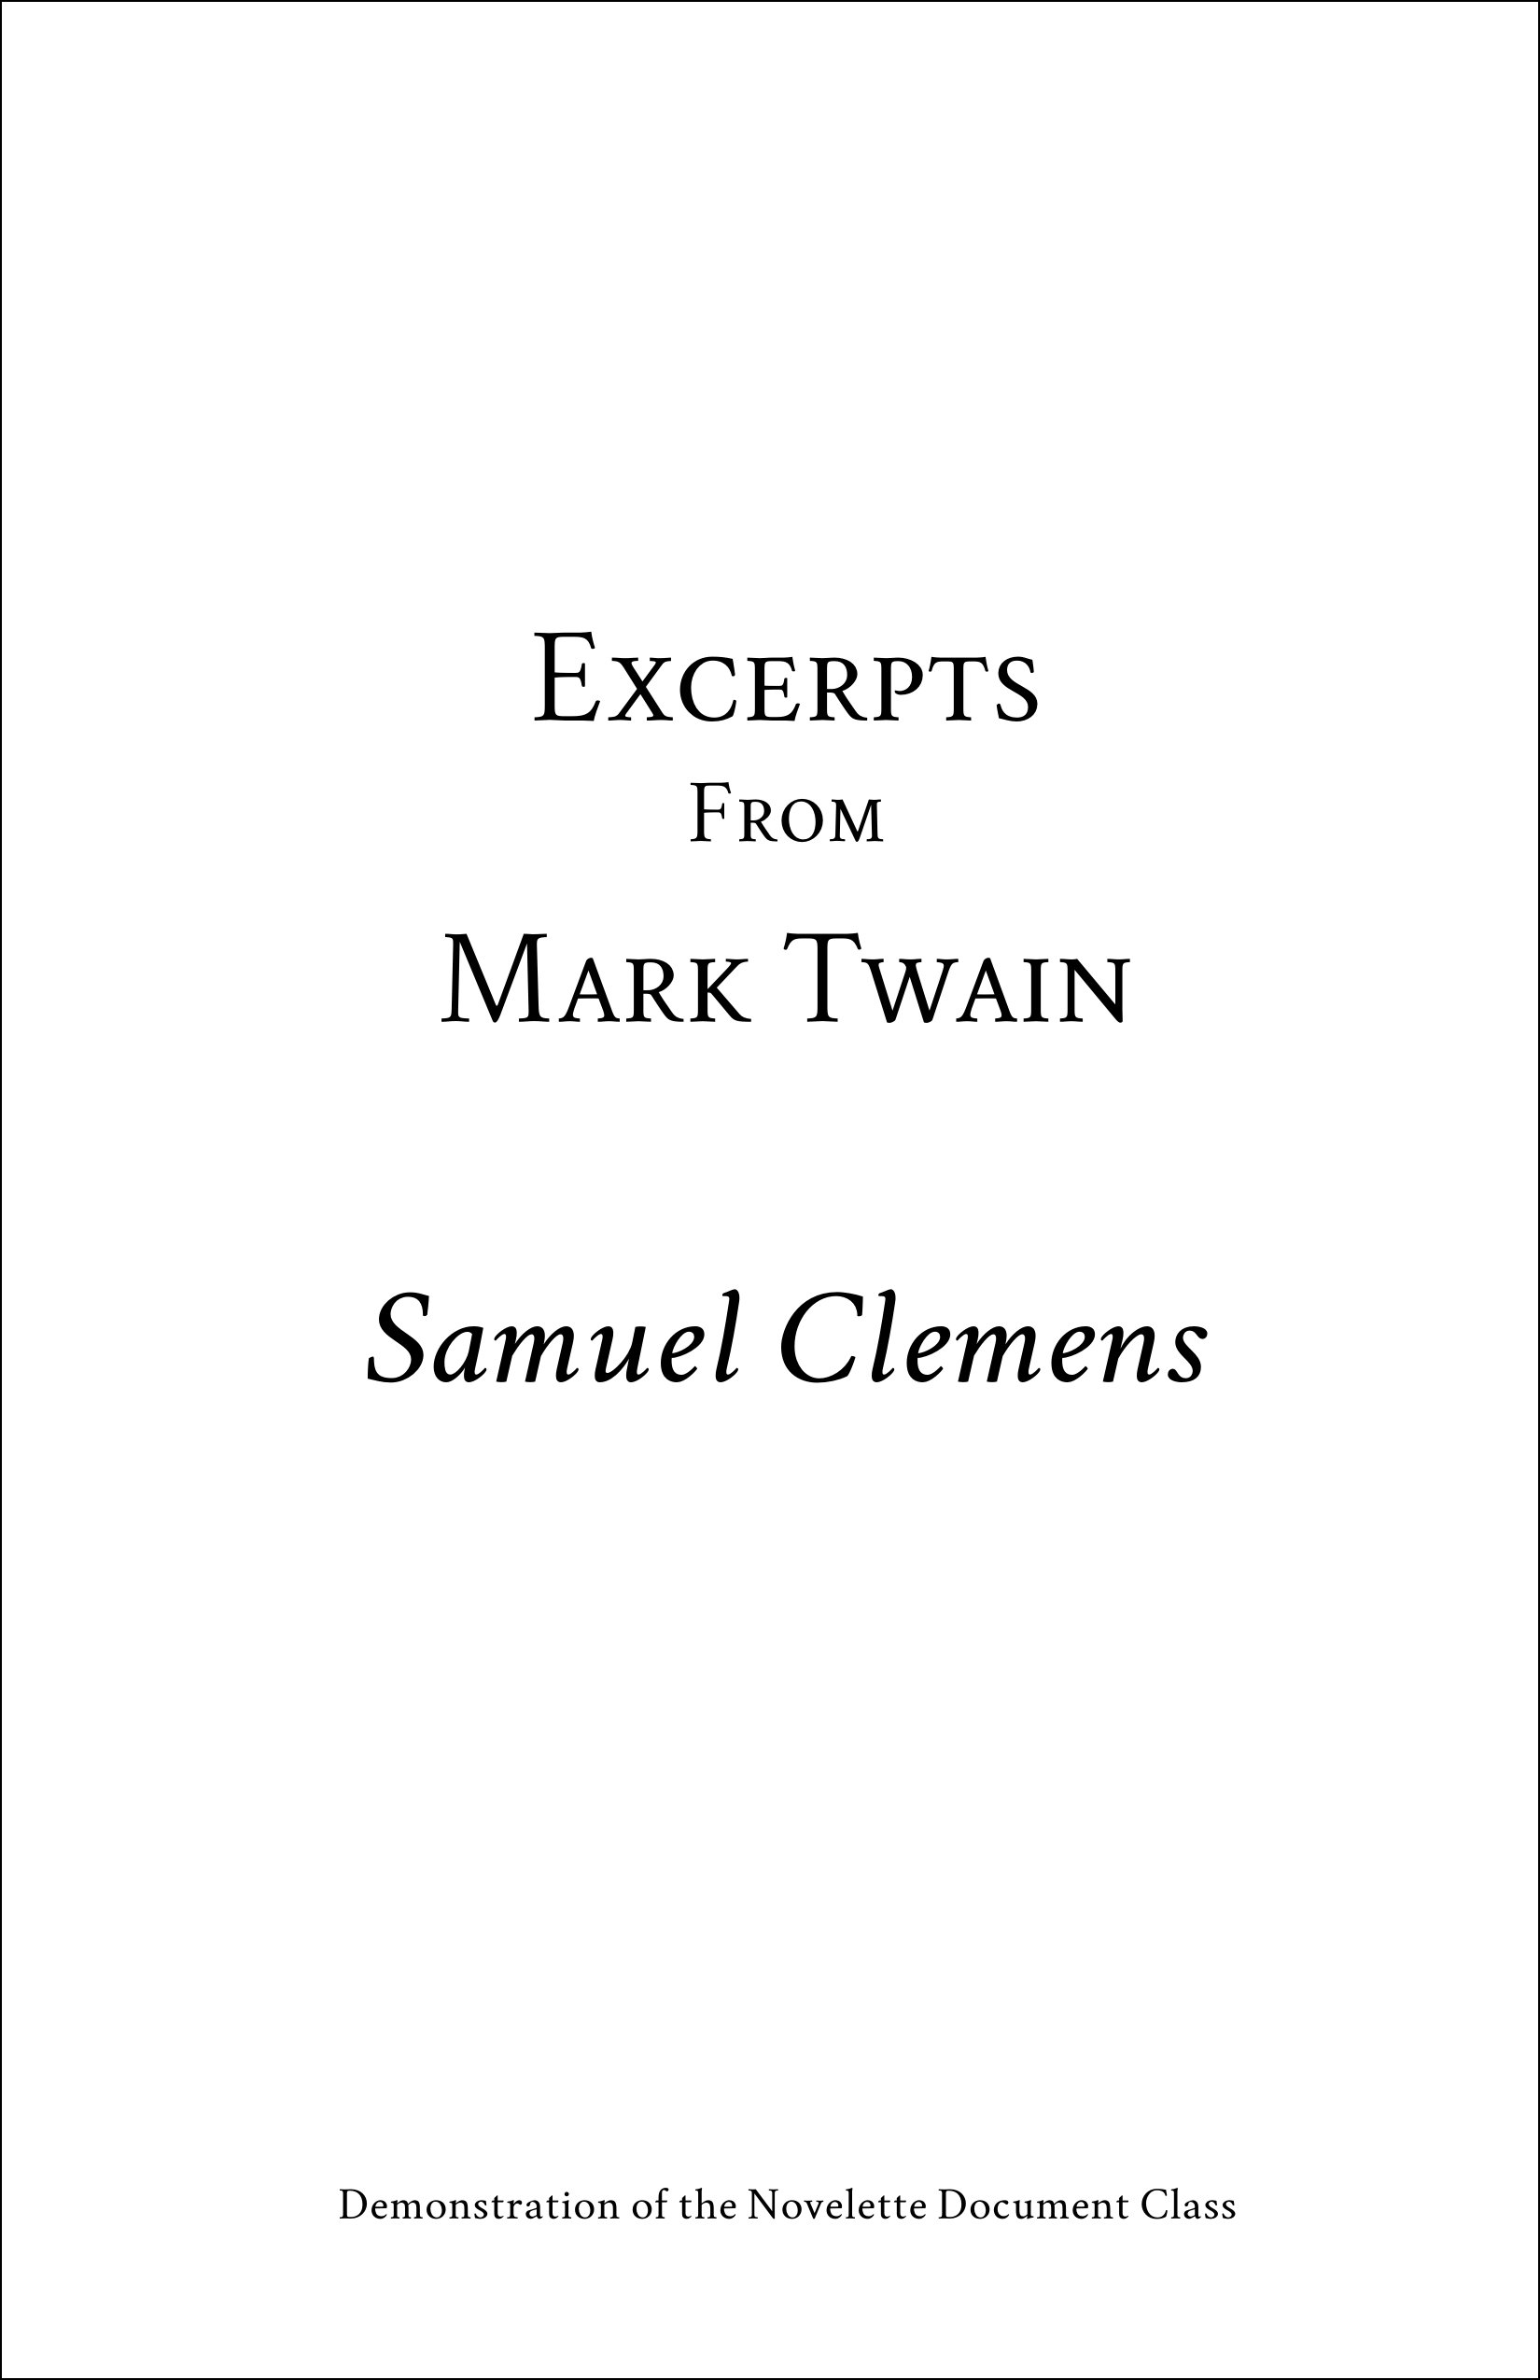 Excerpts
From
Mark Twain
Samuel Clemens
Demonstration of the Novelette Document Class